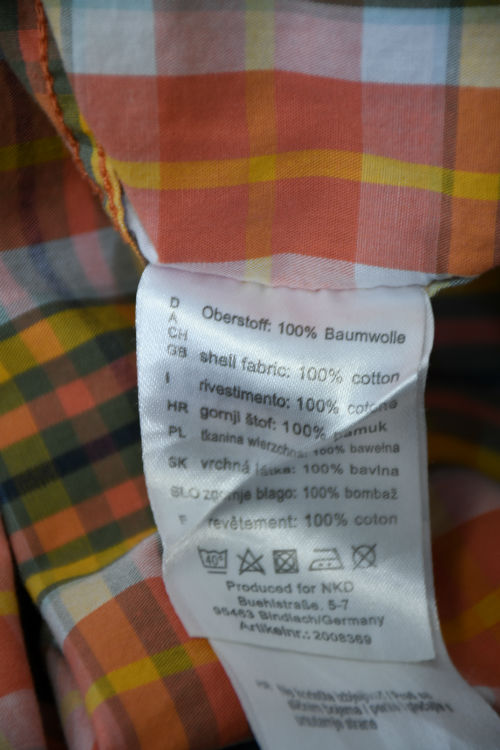 D
A
CH Oberstoff: 100% Baumwolle
GB shell fabric: 100% cotton
I rivestimento: 100% cotone
HR gornji štof: 100% pamuk
PL tkanina wierzchnia: 100% bawełna
SK vrchná látka: 100% bavlna
SLO zgornje blago: 100% bombaž
F revêtement: 100% coton
40°
Produced for NKD
Buehlstraße. 5-7
95463 Bindlach/Germany
Artikelnr.: 2008369
HR